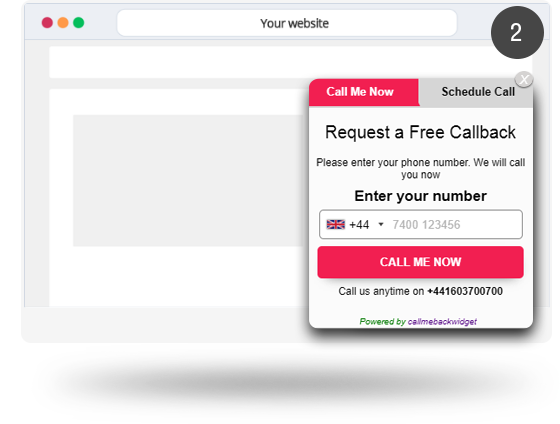 Your website
2
X
Call Me Now
Schedule Call
Request a Free Callback
Please enter your phone number. We will call
you now
Enter your number
+44 7400 123456
CALL ME NOW
Call us anytime on +441603700700
Powered by callmebackwidget